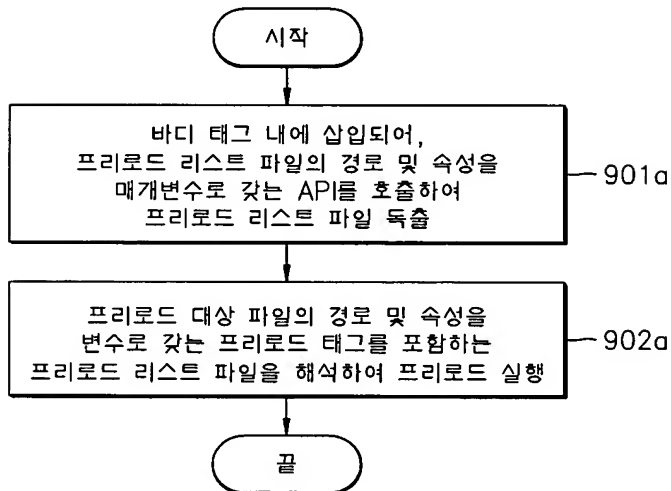 시작
바디 태그 내에 삽입되어,
프리로드 리스트 파일의 경로 및 속성을
매개변수로 갖는 API를 호출하여
프리로드 리스트 파일 독출
901a
프리로드 대상 파일의 경로 및 속성을
변수로 갖는 프리로드 태그를 포함하는
프리로드 리스트 파일을 해석하여 프리로드 실행
902a
끝